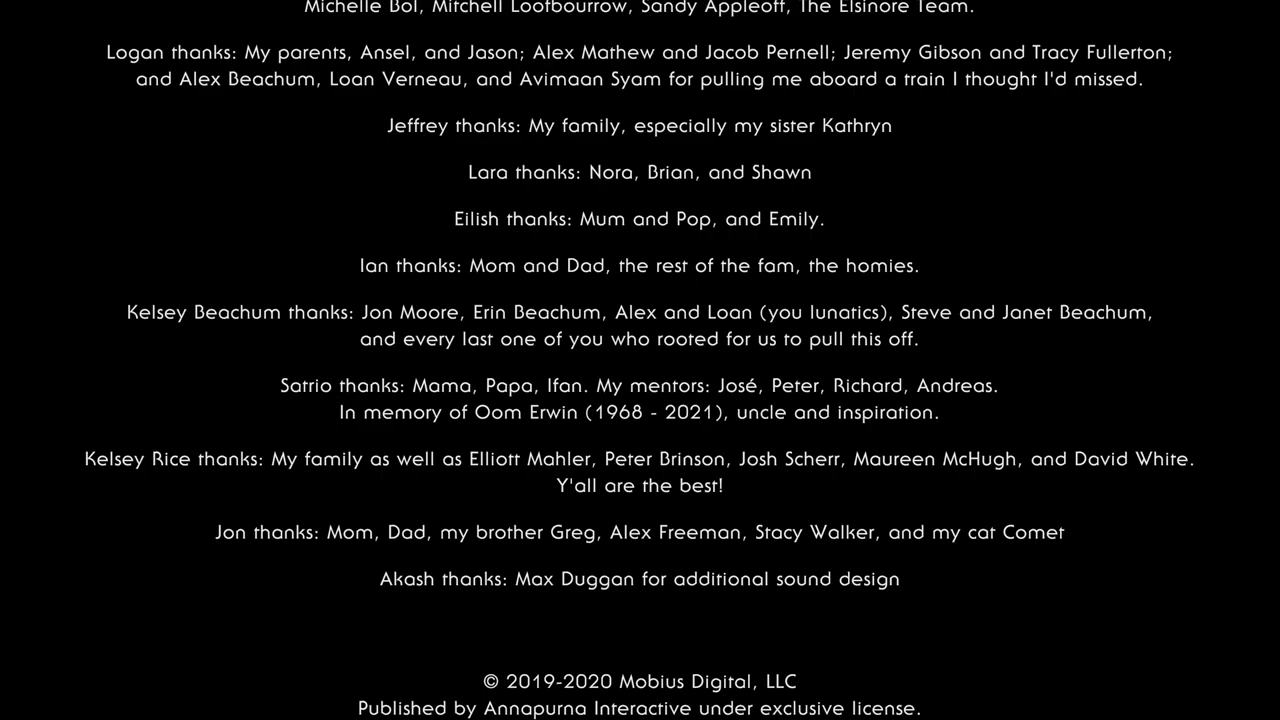 Michelle Bol, Mitchell Loofbourrow, Sandy Appleoff, The Elsinore Team.
Logan thanks: My parents, Ansel, and Jason; Alex Mathew and Jacob Pernell; Jeremy Gibson and Tracy Fullerton;
and Alex Beachum, Loan Verneau, and Avimaan Syam for pulling me aboard a train I thought I'd missed.
Jeffrey thanks: My family, especially my sister Kathryn
Lara thanks: Nora, Brian, and Shawn
Eilish thanks: Mum and Pop, and Emily.
Ian thanks: Mom and Dad, the rest of the fam, the homies.
Kelsey Beachum thanks: Jon Moore, Erin Beachum, Alex and Loan (you lunatics), Steve and Janet Beachum,
and every last one of you who rooted for us to pull this off.
Satrio thanks: Mama, Papa, Ifan. My mentors: José, Peter, Richard, Andreas.
In memory of Oom Erwin (1968 - 2021), uncle and inspiration.
Kelsey Rice thanks: My family as well as Elliott Mahler, Peter Brinson, Josh Scherr, Maureen McHugh, and David White.
Y'all are the best!
Jon thanks: Mom, Dad, my brother Greg, Alex Freeman, Stacy Walker, and my cat Comet
Akash thanks: Max Duggan for additional sound design
© 2019-2020 Mobius Digital, LLC
Published by Annapurna Interactive under exclusive license.